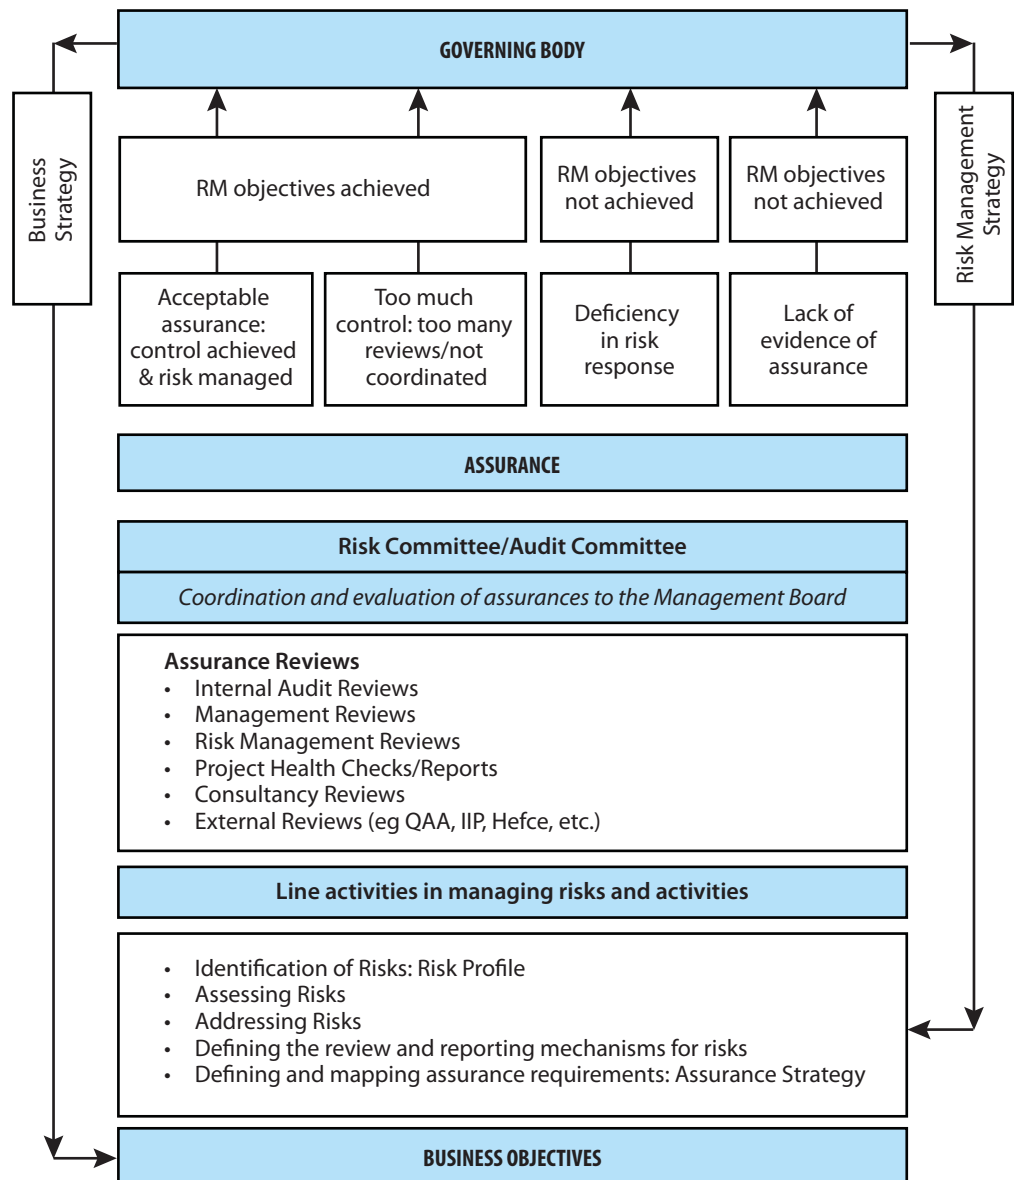 GOVERNING BODY
Business
Strategy
Risk Management
Strategy
RM objectives achieved
RM objectives
not achieved
RM objectives
not achieved
Acceptable
assurance:
control achieved
& risk managed
Too much
control: too many
reviews/not
coordinated
Deficiency
in risk
response
Lack of
evidence of
assurance
ASSURANCE
Risk Committee/Audit Committee
Coordination and evaluation of assurances to the Management Board
Assurance Reviews
• Internal Audit Reviews
• Management Reviews
• Risk Management Reviews
• Project Health Checks/Reports
• Consultancy Reviews
• External Reviews (eg QAA, IIP, Hefce, etc.)
Line activities in managing risks and activities
• Identification of Risks: Risk Profile
• Assessing Risks
• Addressing Risks
• Defining the review and reporting mechanisms for risks
• Defining and mapping assurance requirements: Assurance Strategy
BUSINESS OBJECTIVES